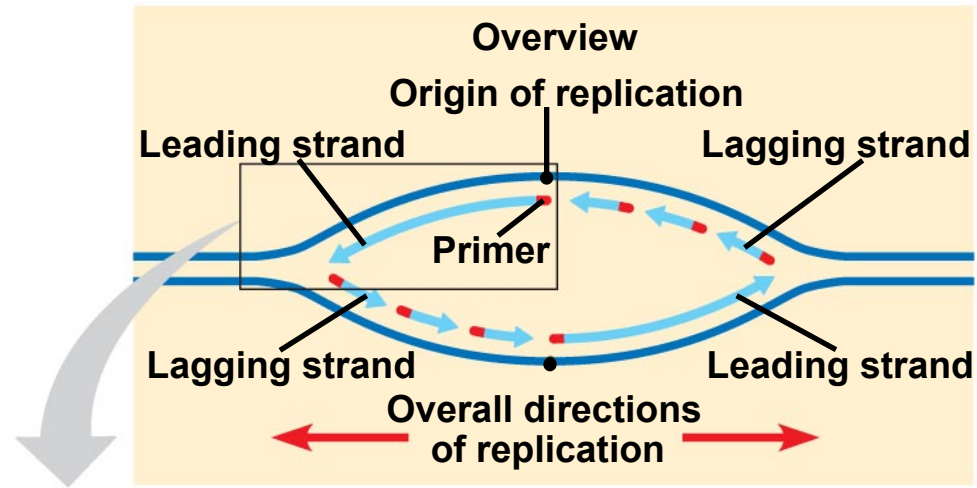 Overview
Origin of replication
Leading strand
Lagging strand
Primer
Lagging strand
Leading strand
Overall directions
of replication